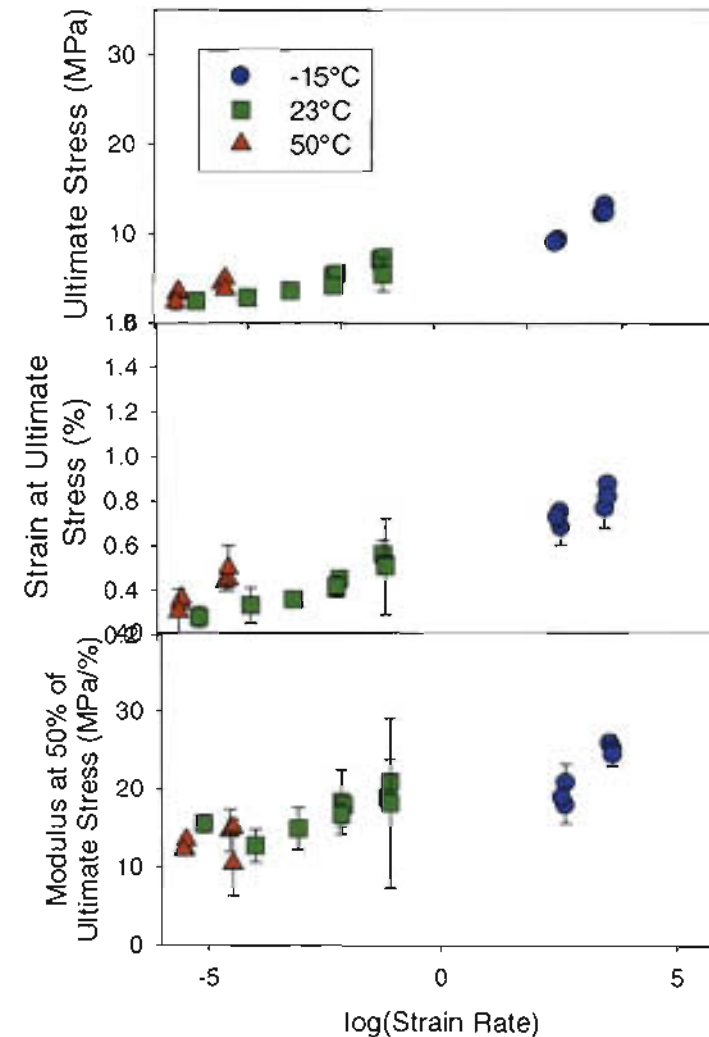 Ultimate Stress (MPa)
30
20
10
-15°C
23°C
50°C
Strain at Ultimate
Stress (%)
1.4
1.2
1.0
0.8
0.6
0.4
Modulus at 50% of
Ultimate Stress (MPa/%)
30
20
10
0
-5
0
5
log(Strain Rate)